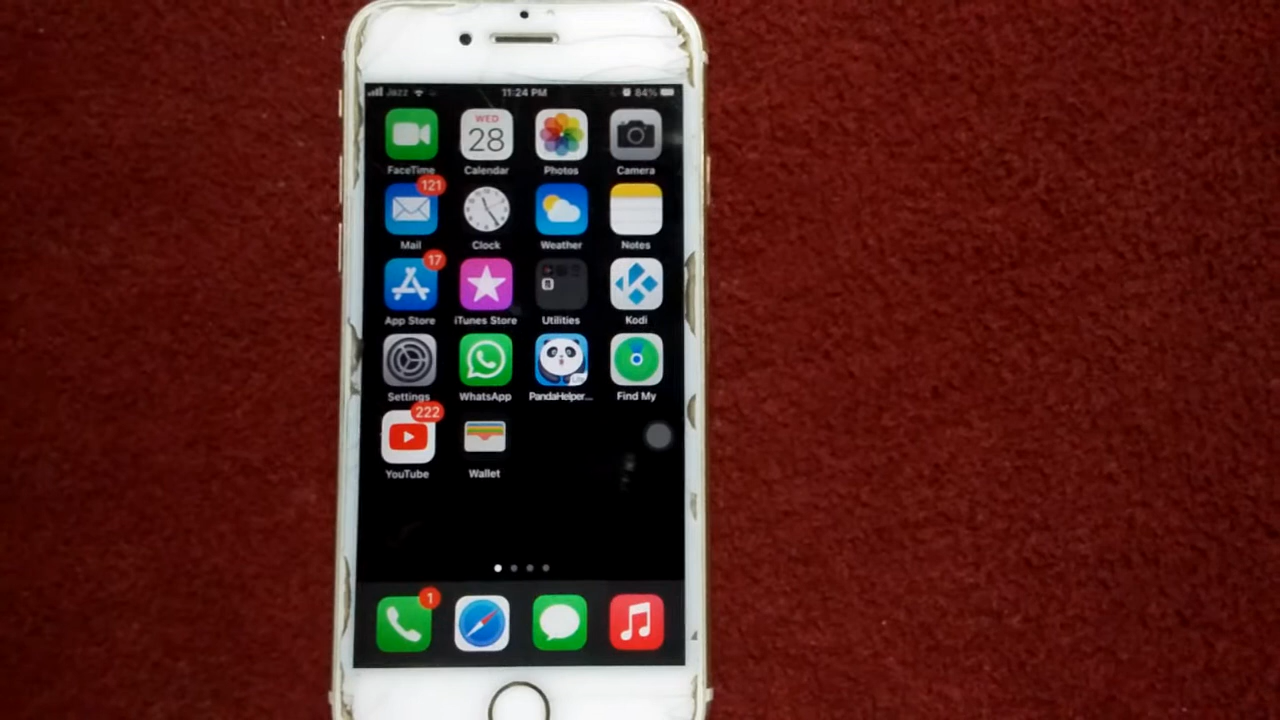 Jazz 11:24 PM 84%
WED
28
FaceTime Calendar Photos Camera
121
Mail Clock Weather Notes
17
App Store iTunes Store Utilities Kodi
Settings WhatsApp PandaHelper... Find My
222
YouTube Wallet
1